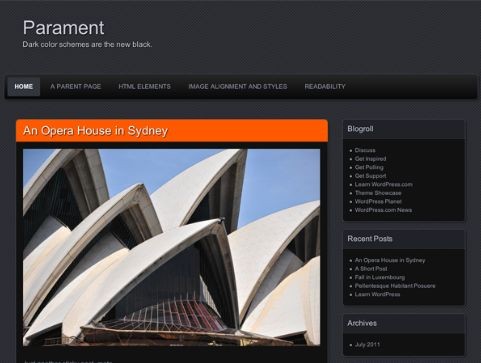 Parament
Dark color schemes are the new black.
HOME A PARENT PAGE HTML ELEMENTS IMAGE ALIGNMENT AND STYLES READABILITY
An Opera House in Sydney
Blogroll
Discuss
Get Inspired
Get Polling
Get Support
Learn WordPress.com
Theme Showcase
WordPress Planet
WordPress.com News
Recent Posts
An Opera House in Sydney
A Short Post
Fall in Luxembourg
Pellentesque Habitant Posuere
Learn WordPress
Archives
July 2011